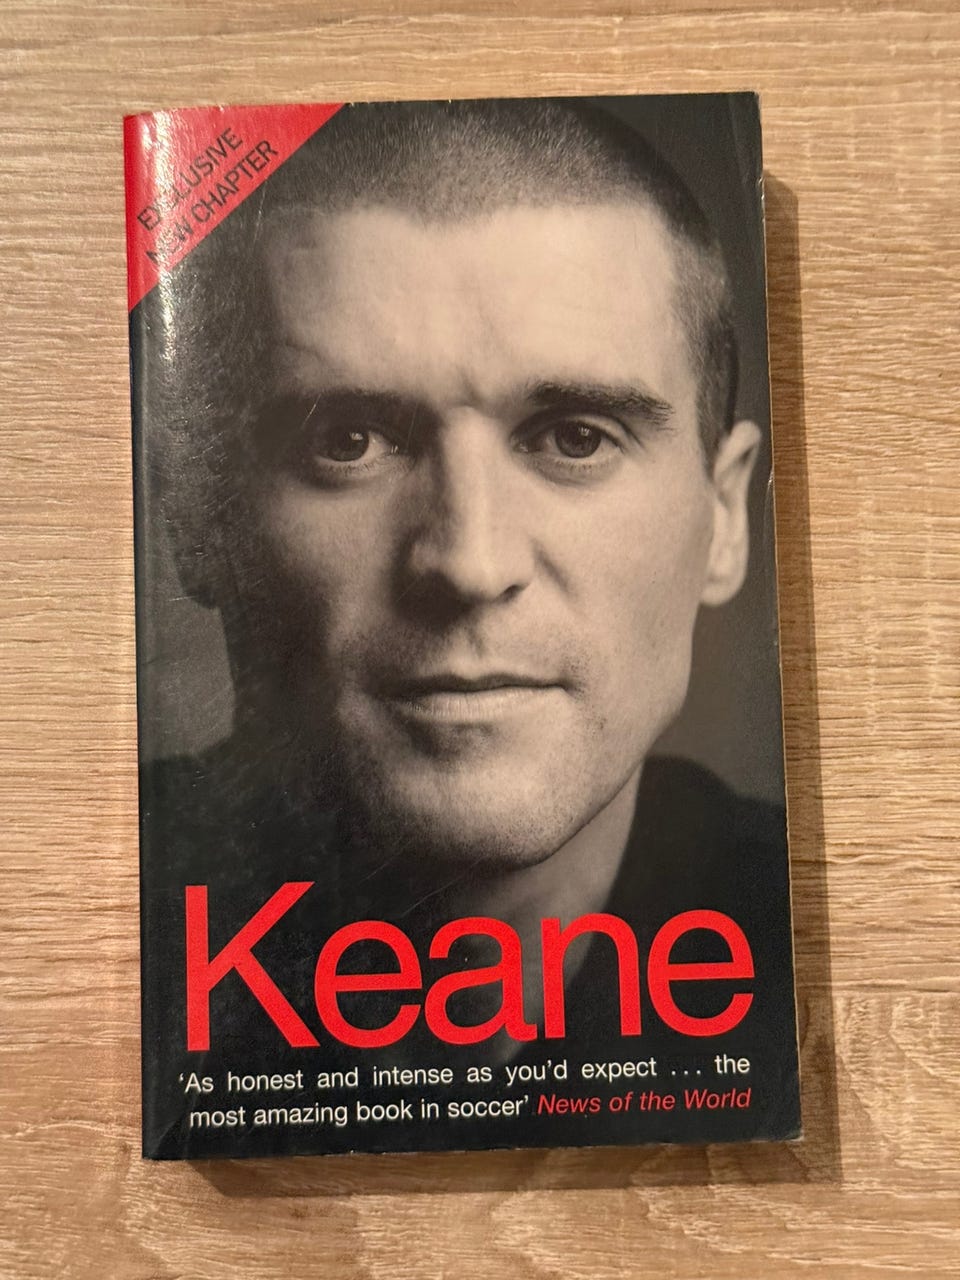 EXCLUSIVE
NEW CHAPTER
Keane
‘As honest and intense as you’d expect ... the
most amazing book in soccer’ News of the World